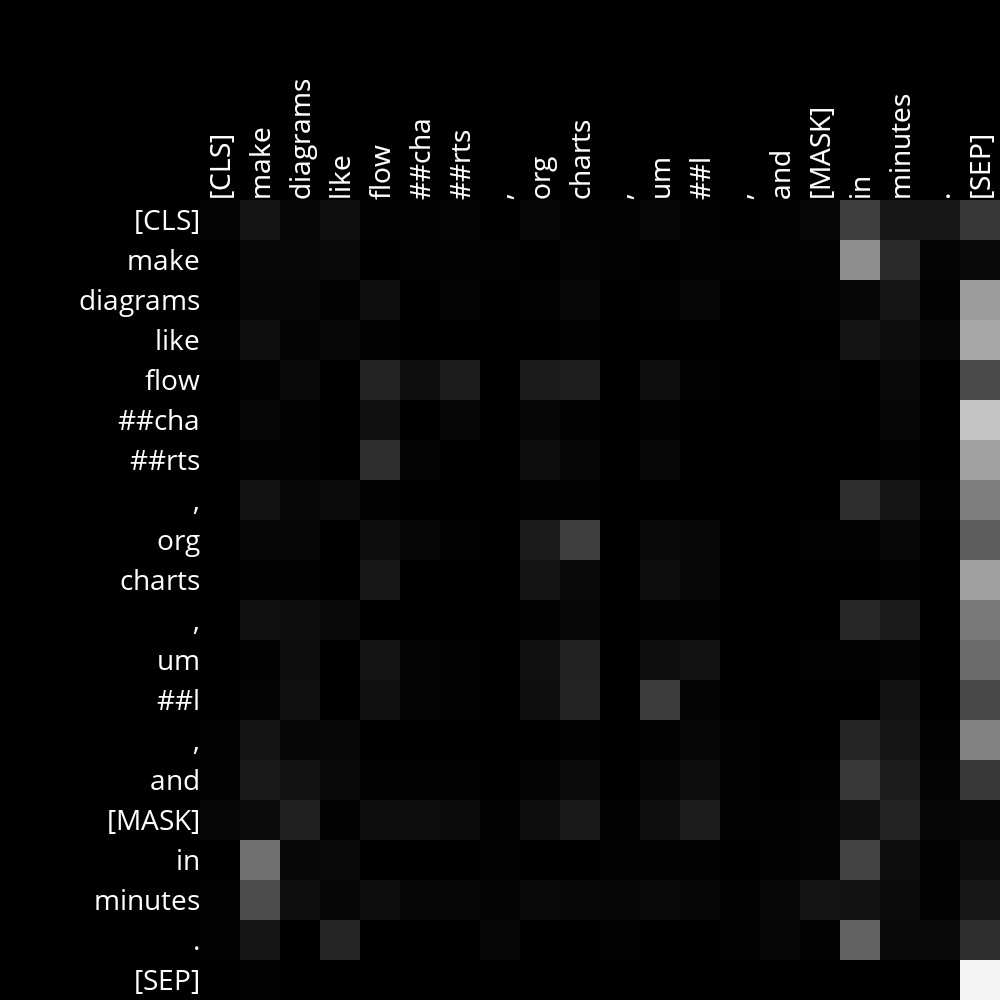 [CLS] make diagrams like flow ##cha ##rts , org charts , um ##l , and [MASK] in minutes . [SEP]
[CLS]
make
diagrams
like
flow
##cha
##rts
,
org
charts
,
um
##l
,
and
[MASK]
in
minutes
.
[SEP]